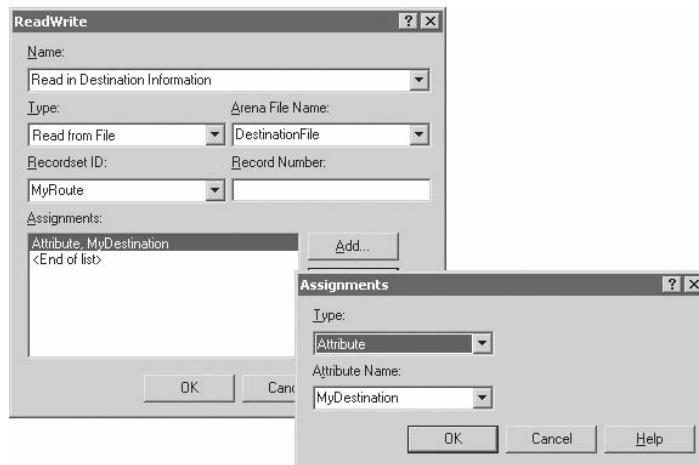 ReadWrite
Name:
Read in Destination Information
Type:
Arena File Name:
Read from File
DestinationFile
Recordset ID:
Record Number:
MyRoute
Assignments:
Attribute, MyDestination
<End of list>
Add...
OK
Assignments
Type:
Attribute
Attribute Name:
MyDestination
OK
Cancel
Help